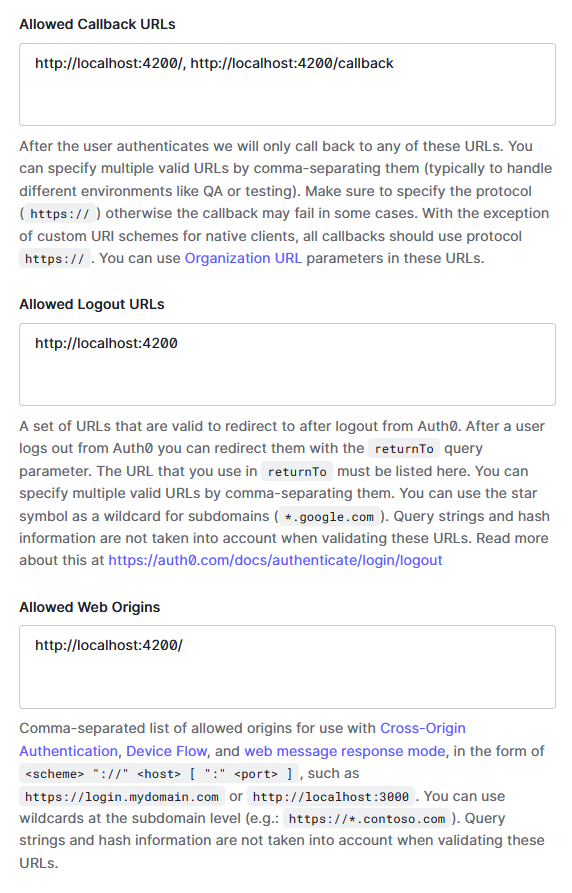 Allowed Callback URLs
http://localhost:4200/, http://localhost:4200/callback
After the user authenticates we will only call back to any of these URLs. You
can specify multiple valid URLs by comma-separating them (typically to handle
different environments like QA or testing). Make sure to specify the protocol
( https:// ) otherwise the callback may fail in some cases. With the exception
of custom URI schemes for native clients, all callbacks should use protocol
https:// . You can use Organization URL parameters in these URLs.
Allowed Logout URLs
http://localhost:4200
A set of URLs that are valid to redirect to after logout from Auth0. After a user
logs out from Auth0 you can redirect them with the returnTo query
parameter. The URL that you use in returnTo must be listed here. You can
specify multiple valid URLs by comma-separating them. You can use the star
symbol as a wildcard for subdomains ( *.google.com ). Query strings and hash
information are not taken into account when validating these URLs. Read more
about this at https://auth0.com/docs/authenticate/login/logout
Allowed Web Origins
http://localhost:4200/
Comma-separated list of allowed origins for use with Cross-Origin
Authentication, Device Flow, and web message response mode, in the form of
<scheme> "://" <host> [ ":" <port> ] , such as
https://login.mydomain.com or http://localhost:3000 . You can use
wildcards at the subdomain level (e.g.: https://*.contoso.com ). Query
strings and hash information are not taken into account when validating these
URLs.